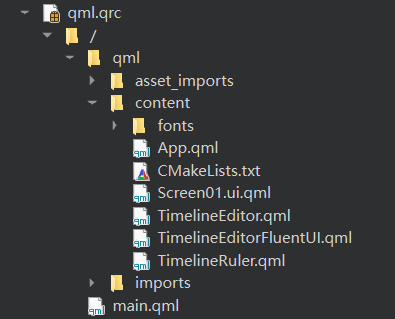 qml.qrc
/
qml
asset_imports
content
fonts
App.qml
CMakeLists.txt
Screen01.ui.qml
TimelineEditor.qml
TimelineEditorFluentUI.qml
TimelineRuler.qml
imports
main.qml